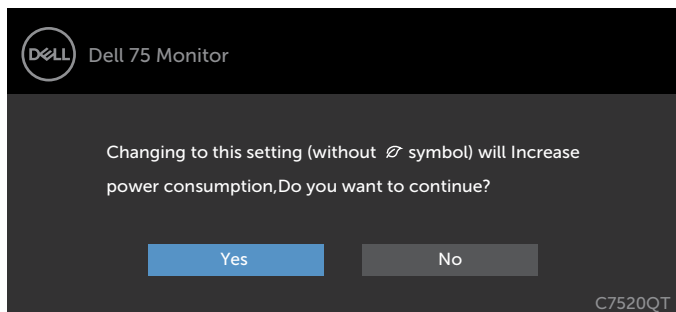 DELL
Dell 75 Monitor
Changing to this setting (without symbol) will Increase
power consumption,Do you want to continue?
Yes
No
C7520QT